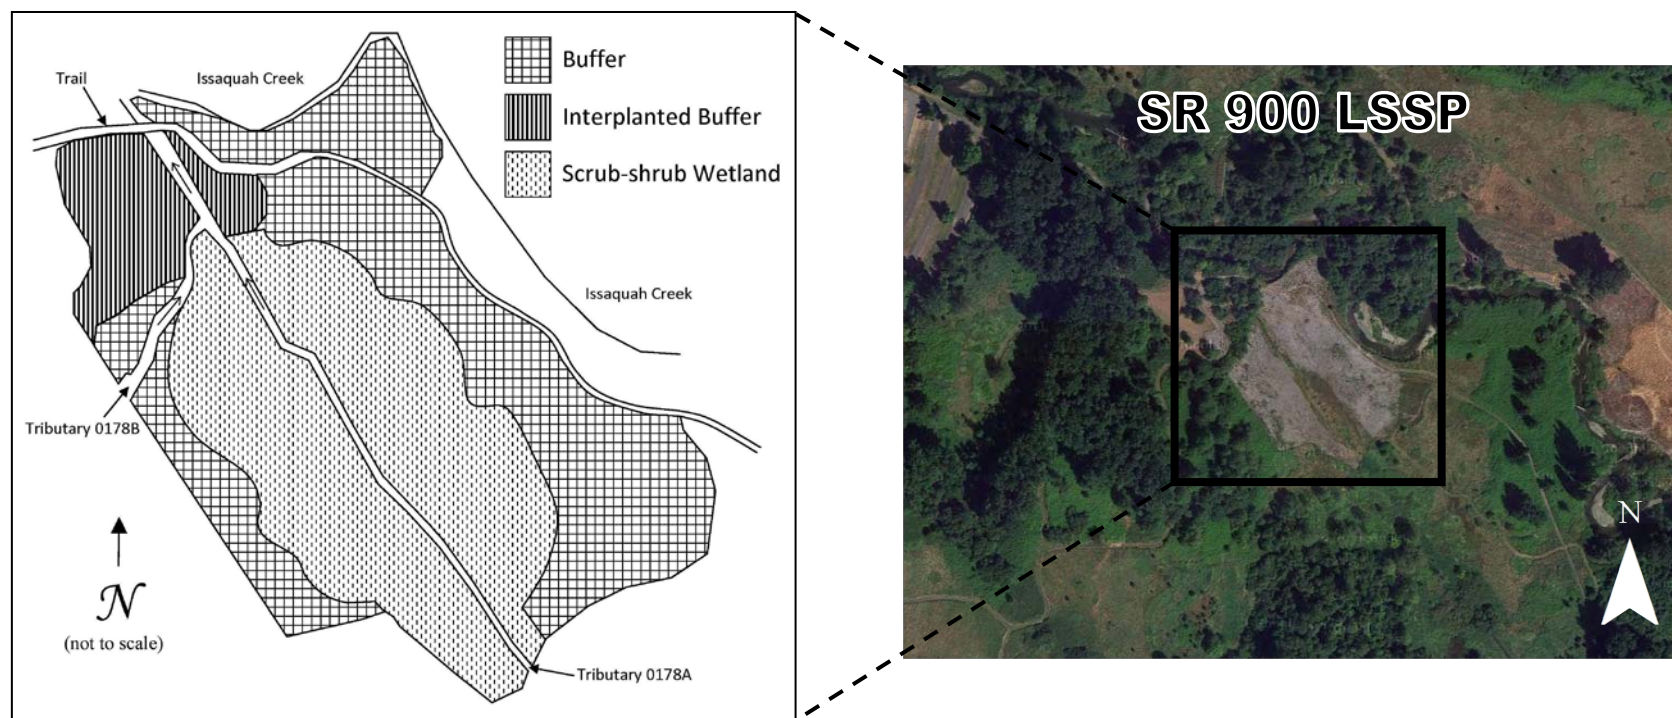 Trail
Issaquah Creek
Buffer
Interplanted Buffer
Scrub-shrub Wetland
Issaquah Creek
Tributary 0178B
N
(not to scale)
Tributary 0178A
SR 900 LSSP
N